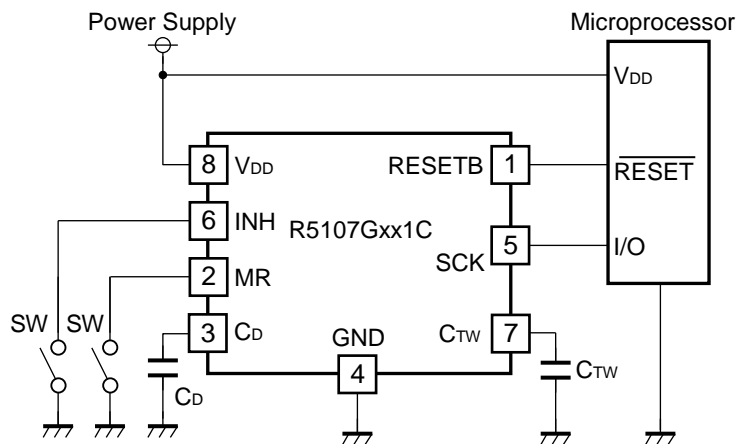 Power Supply
Microprocessor
VDD
8
VDD
RESETB
1
RESET
6
INH
R5107Gxx1C
2
MR
SCK
5
I/O
SW
SW
3
CD
GND
CTW
7
4
CD
CTW